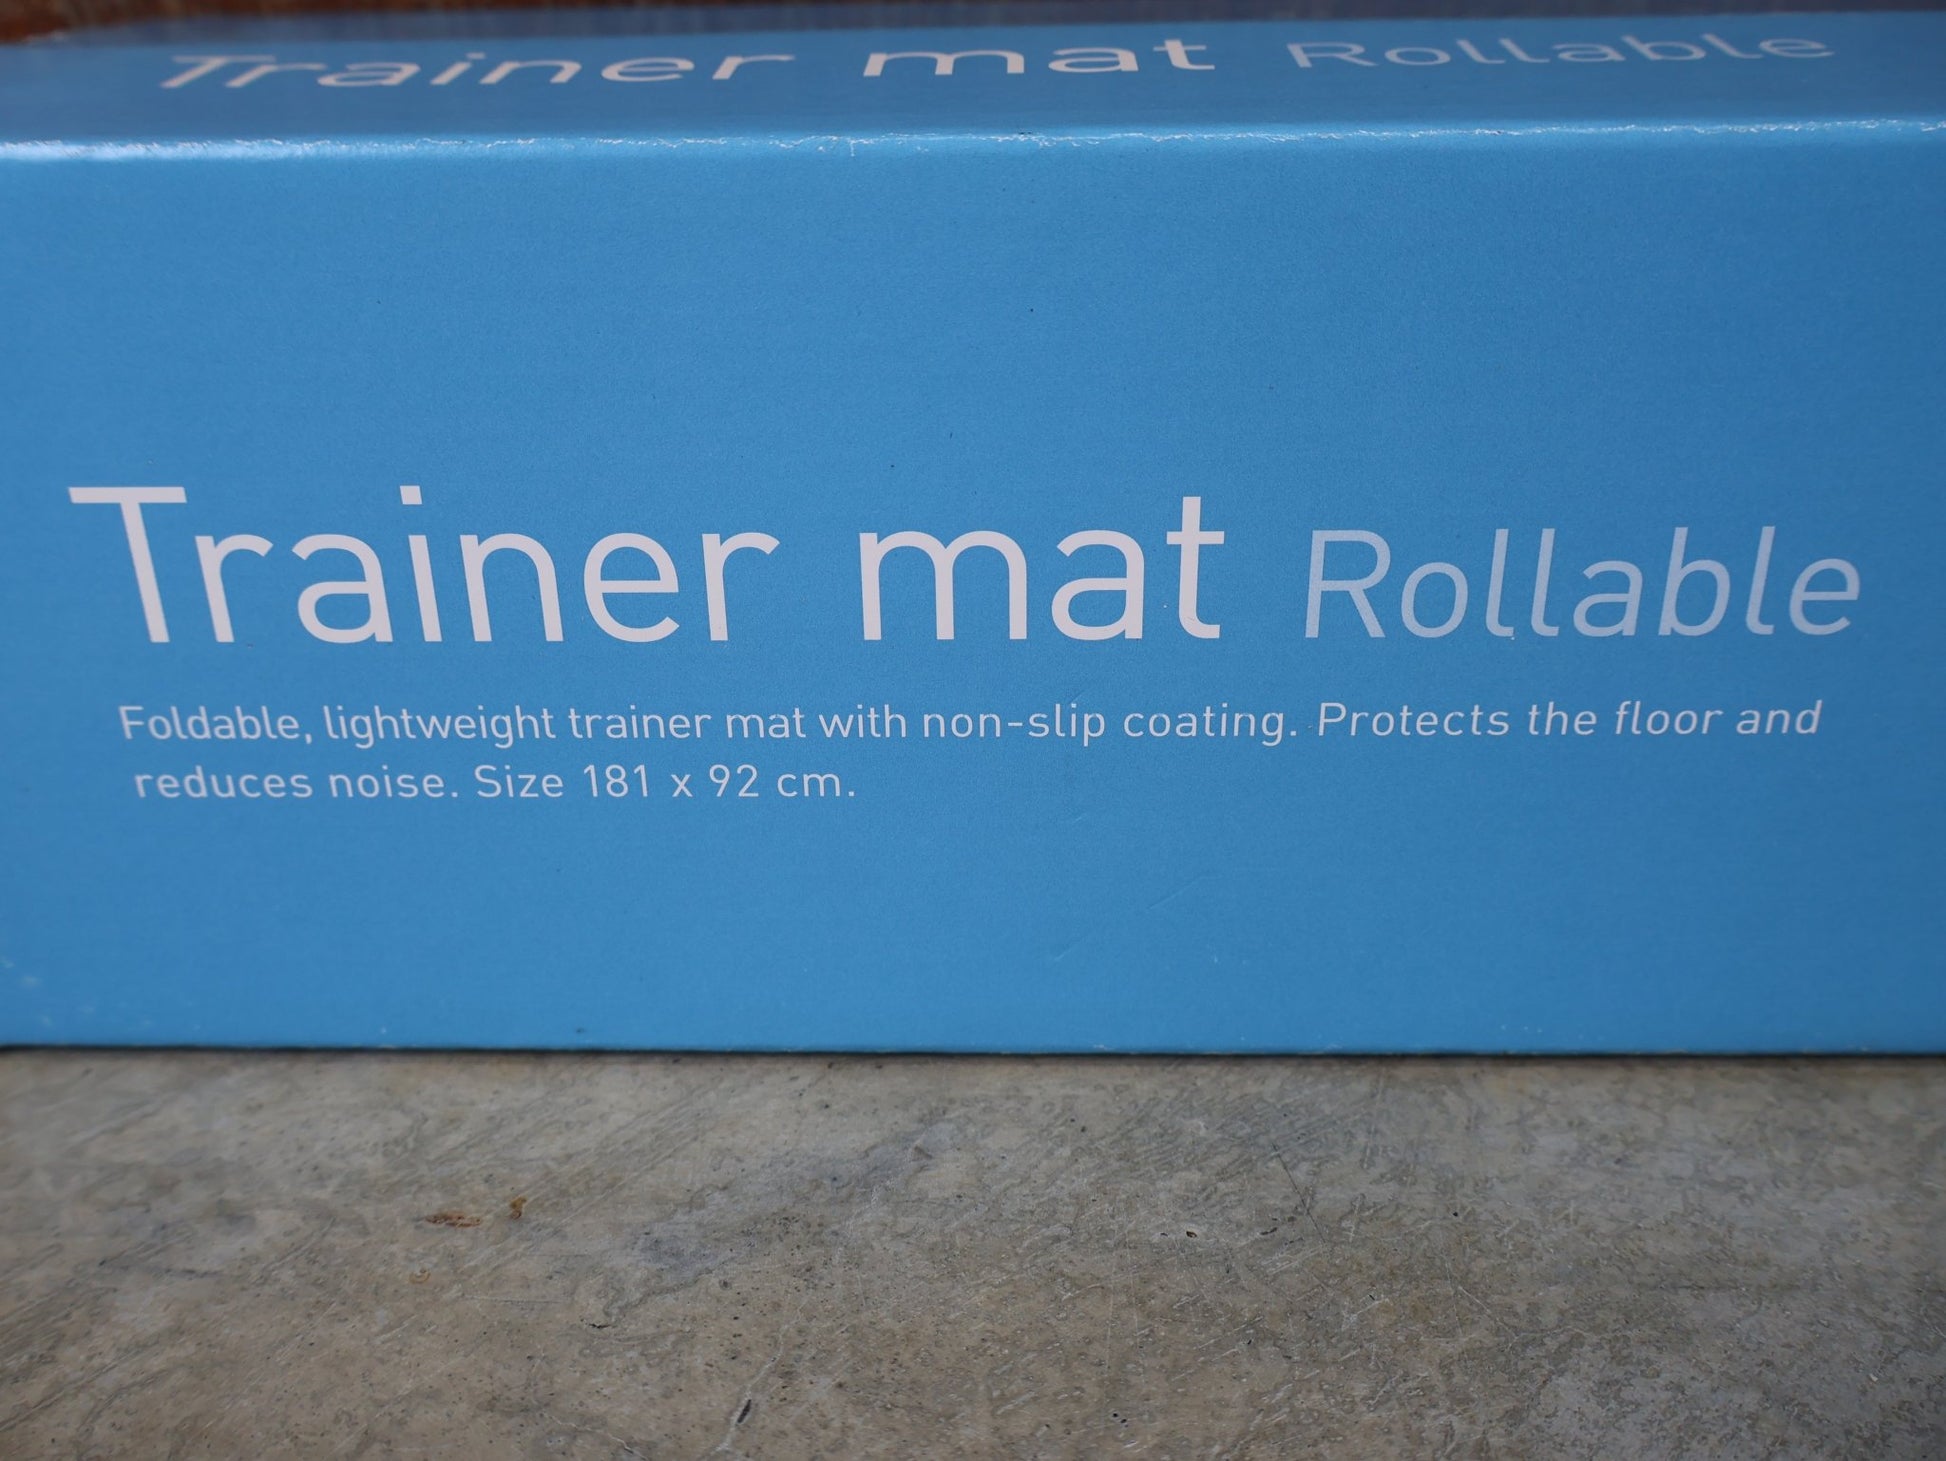 Trainer mat Rollable
Trainer mat Rollable
Foldable, lightweight trainer mat with non-slip coating. Protects the floor and
reduces noise. Size 181 x 92 cm.